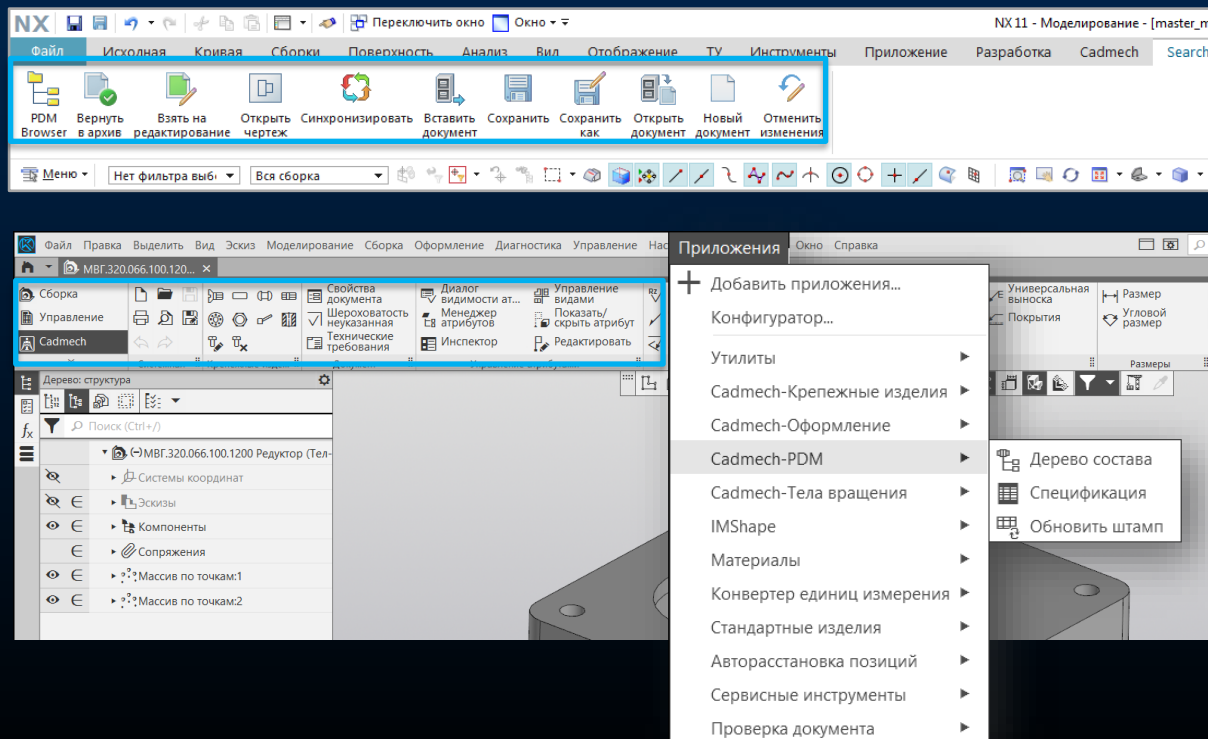 NX Переключить окно Окно NX 11 - Моделирование - [master_m
Файл Исходная Кривая Сборки Поверхность Анализ Вид Отображение ТУ Инструменты Приложение Разработка Cadmech Search
PDM Browser
Вернуть в архив
Взять на редактирование
Открыть чертеж
Синхронизировать
Вставить документ
Сохранить
Сохранить как
Открыть документ
Новый документ
Отменить изменения
Меню Нет фильтра выб Вся сборка
Файл Правка Выделить Вид Эскиз Моделирование Сборка Оформление Диагностика Управление Нас Приложения Окно Справка
МВГ.320.066.100.120...
Сборка
Управление
Cadmech
Свойства документа
Шероховатость неуказанная
Технические требования
Диалог видимости ат...
Менеджер атрибутов
Инспектор
Управление видами
Показать/ скрыть атрибут
Редактировать
Rz
Универсальная выноска
Покрытия
Размер
Угловой размер
Размеры
Дерево: структура
Поиск (Ctrl+/)
(-)МВГ.320.066.100.1200 Редуктор (Тел-
Системы координат
Эскизы
Компоненты
Сопряжения
Массив по точкам:1
Массив по точкам:2
Добавить приложения...
Конфигуратор...
Утилиты
Cadmech-Крепежные изделия
Cadmech-Оформление
Cadmech-PDM
Cadmech-Тела вращения
IMShape
Материалы
Конвертер единиц измерения
Стандартные изделия
Авторасстановка позиций
Сервисные инструменты
Проверка документа
Дерево состава
Спецификация
Обновить штамп